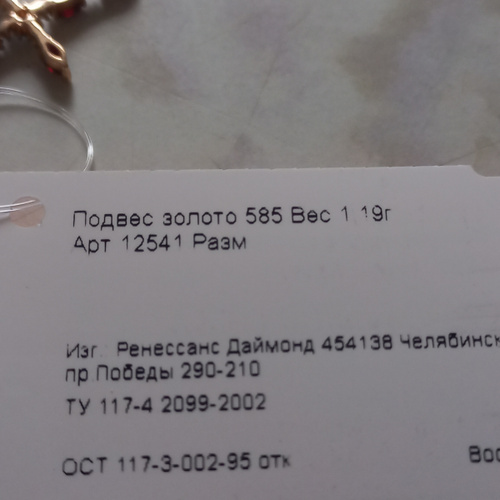 Подвес золото 585 Вес 1.19г
Арт 12541 Разм
Изг. Ренессанс Даймонд 454138 Челябинск
пр.Победы 290-210
ТУ 117-4 2099-2002
ОСТ 117-3-002-95 отк